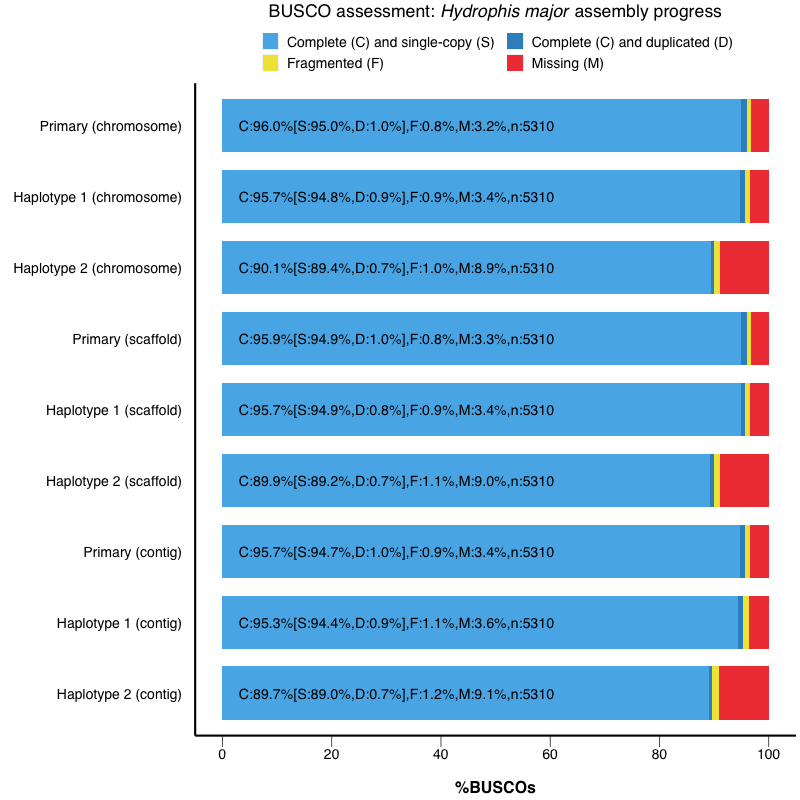 BUSCO assessment: Hydrophis major assembly progress
Complete (C) and single-copy (S)
Complete (C) and duplicated (D)
Fragmented (F)
Missing (M)
Primary (chromosome)
C:96.0%[S:95.0%,D:1.0%],F:0.8%,M:3.2%,n:5310
Haplotype 1 (chromosome)
C:95.7%[S:94.8%,D:0.9%],F:0.9%,M:3.4%,n:5310
Haplotype 2 (chromosome)
C:90.1%[S:89.4%,D:0.7%],F:1.0%,M:8.9%,n:5310
Primary (scaffold)
C:95.9%[S:94.9%,D:1.0%],F:0.8%,M:3.3%,n:5310
Haplotype 1 (scaffold)
C:95.7%[S:94.9%,D:0.8%],F:0.9%,M:3.4%,n:5310
Haplotype 2 (scaffold)
C:89.9%[S:89.2%,D:0.7%],F:1.1%,M:9.0%,n:5310
Primary (contig)
C:95.7%[S:94.7%,D:1.0%],F:0.9%,M:3.4%,n:5310
Haplotype 1 (contig)
C:95.3%[S:94.4%,D:0.9%],F:1.1%,M:3.6%,n:5310
Haplotype 2 (contig)
C:89.7%[S:89.0%,D:0.7%],F:1.2%,M:9.1%,n:5310
0 20 40 60 80 100
%BUSCOs